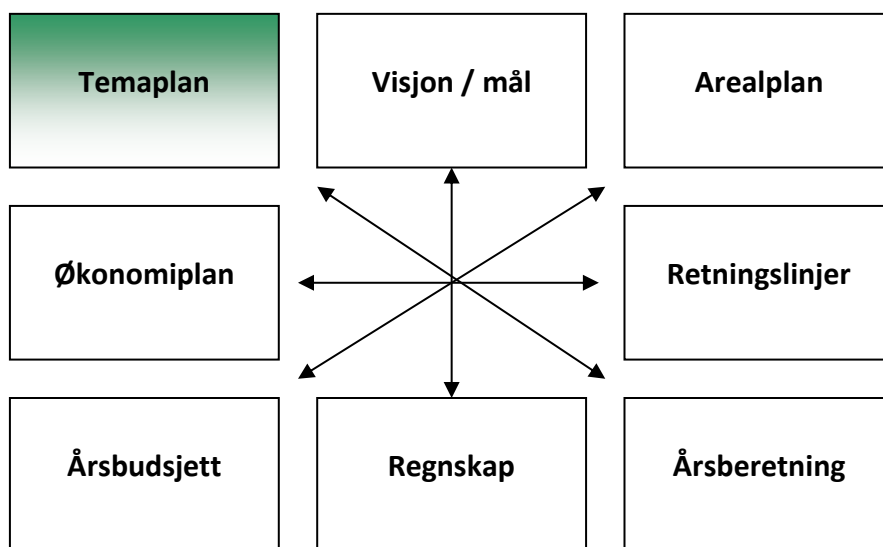 Temaplan
Visjon / mål
Arealplan
Økonomiplan
Retningslinjer
Årsbudsjett
Regnskap
Årsberetning